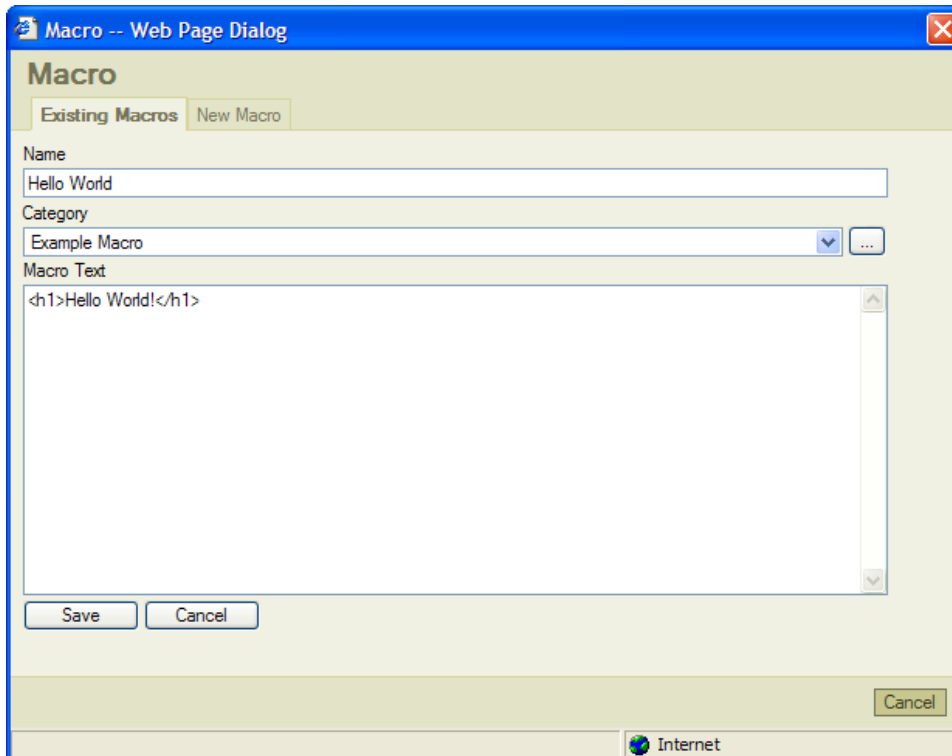 Macro -- Web Page Dialog
Macro
Existing Macros New Macro
Name
Hello World
Category
Example Macro ...
Macro Text
<h1>Hello World!</h1>
Save Cancel
Cancel
Internet